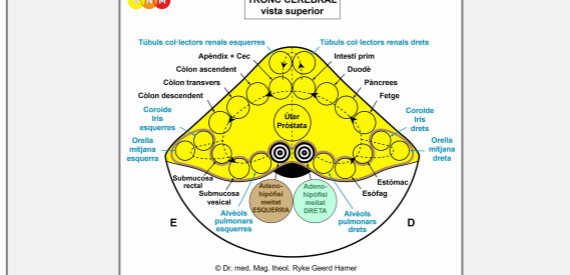 G N M
TRONC CEREBRAL
vista superior
Túbuls col·lectors renals esquerres
Túbuls col·lectors renals drets
Apèndix + Cec
Intestí prim
Còlon ascendent
Duodè
Còlon transvers
Pàncrees
Còlon descendent
Fetge
Coroide
Iris
esquerres
Úter
Pròstata
Coroide
Iris
drets
Orella
mitjana
esquerra
Orella
mitjana
dreta
Submucosa
rectal
Submucosa
vesical
Adeno-
hipòfisi
meitat
ESQUERRA
Adeno-
hipòfisi
meitat
DRETA
Estómac
Esòfag
Alvèols
pulmonars
esquerres
Alvèols
pulmonars
drets
E
D
© Dr. med. Mag. theol. Ryke Geerd Hamer